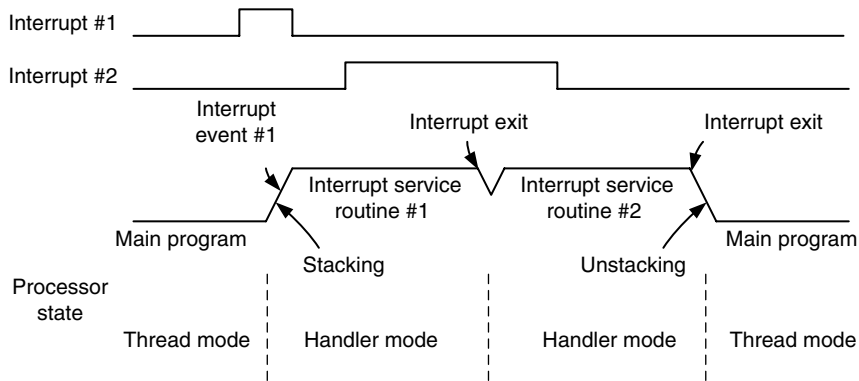 Interrupt #1
Interrupt #2
Interrupt
event #1
Interrupt exit
Interrupt exit
Interrupt service
routine #1
Interrupt service
routine #2
Main program
Stacking
Unstacking
Main program
Processor
state
Thread mode
Handler mode
Handler mode
Thread mode